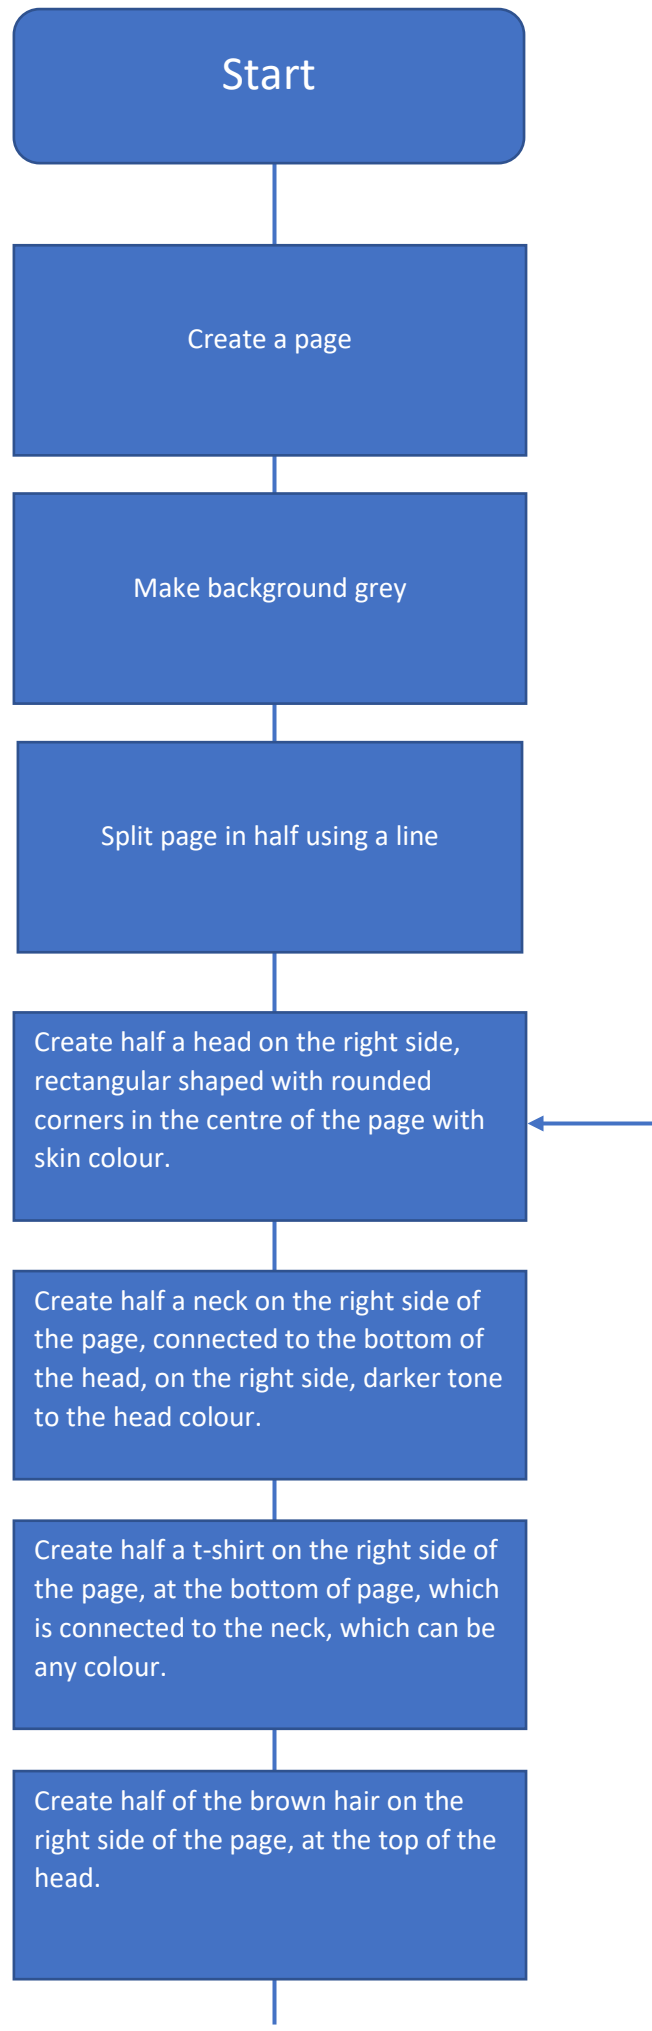 Start
Create a page
Make background grey
Split page in half using a line
Create half a head on the right side,
rectangular shaped with rounded
corners in the centre of the page with
skin colour.
Create half a neck on the right side of
the page, connected to the bottom of
the head, on the right side, darker tone
to the head colour.
Create half a t-shirt on the right side of
the page, at the bottom of page, which
is connected to the neck, which can be
any colour.
Create half of the brown hair on the
right side of the page, at the top of the
head.